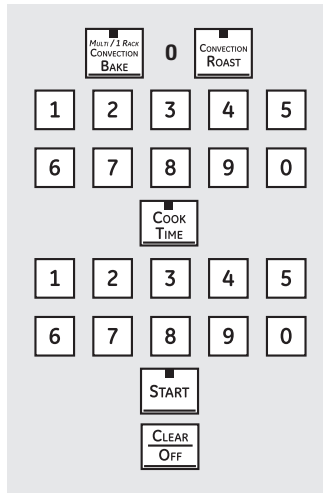 MULTI / 1 RACK
CONVECTION
BAKE
0
CONVECTION
ROAST
1 2 3 4 5
6 7 8 9 0
COOK
TIME
1 2 3 4 5
6 7 8 9 0
START
CLEAR
OFF